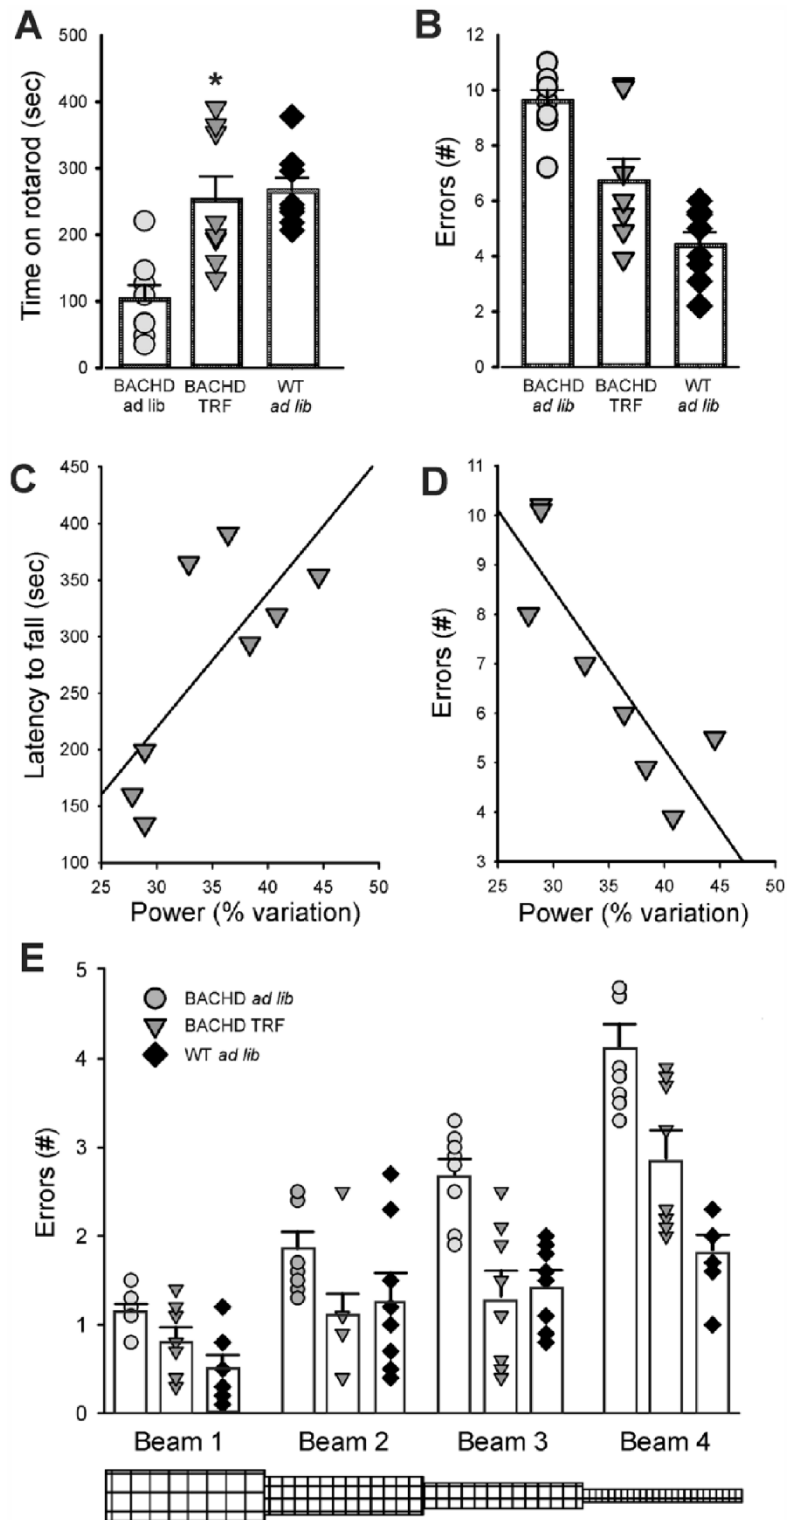 A
Time on rotarod (sec)
500
400
300
200
100
0
*
BACHD
ad lib
BACHD
TRF
WT
ad lib
B
Errors (#)
12
10
8
6
4
2
0
BACHD
ad lib
BACHD
TRF
WT
ad lib
C
Latency to fall (sec)
450
400
350
300
250
200
150
100
25 30 35 40 45 50
Power (% variation)
D
Errors (#)
11
10
9
8
7
6
5
4
3
25 30 35 40 45 50
Power (% variation)
E
Errors (#)
5
4
3
2
1
0
BACHD ad lib
BACHD TRF
WT ad lib
Beam 1 Beam 2 Beam 3 Beam 4